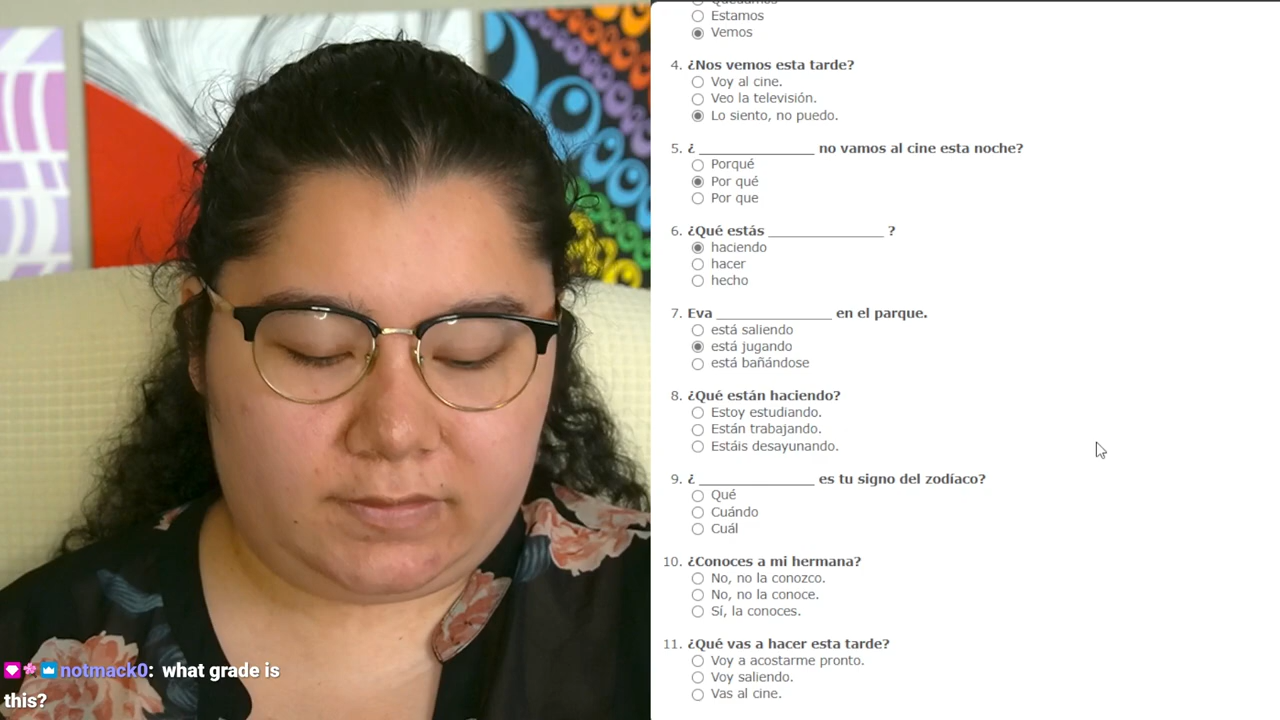 Estamos
Vemos
4. ¿Nos vemos esta tarde?
Voy al cine.
Veo la televisión.
Lo siento, no puedo.
5. ¿ ______________ no vamos al cine esta noche?
Porqué
Por qué
Por que
6. ¿Qué estás ______________ ?
haciendo
hacer
hecho
7. Eva ______________ en el parque.
está saliendo
está jugando
está bañándose
8. ¿Qué están haciendo?
Estoy estudiando.
Están trabajando.
Estáis desayunando.
9. ¿ ______________ es tu signo del zodíaco?
Qué
Cuándo
Cuál
10. ¿Conoces a mi hermana?
No, no la conozco.
No, no la conoce.
Sí, la conoces.
11. ¿Qué vas a hacer esta tarde?
Voy a acostarme pronto.
Voy saliendo.
Vas al cine.
notmack0: what grade is
this?